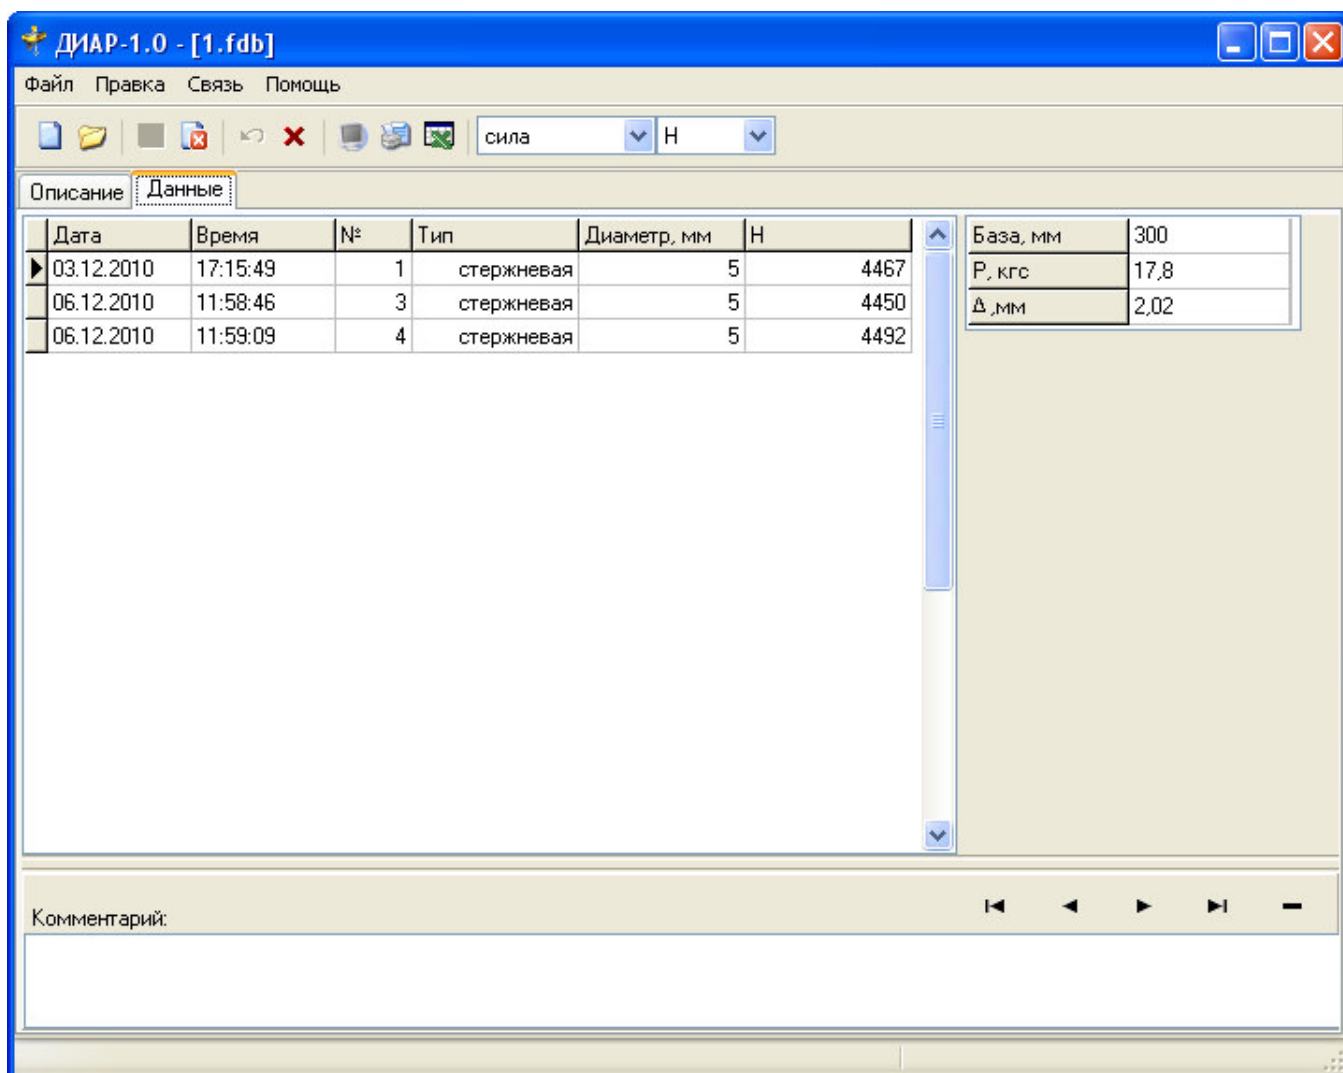 ДИАР-1.0 - [1.fdb]
Файл Правка Связь Помощь
сила Н
Описание Данные
Дата Время № Тип Диаметр, мм Н
03.12.2010 17:15:49 1 стержневая 5 4467
06.12.2010 11:58:46 3 стержневая 5 4450
06.12.2010 11:59:09 4 стержневая 5 4492
База, мм 300
Р, кгс 17,8
Δ ,мм 2,02
Комментарий: